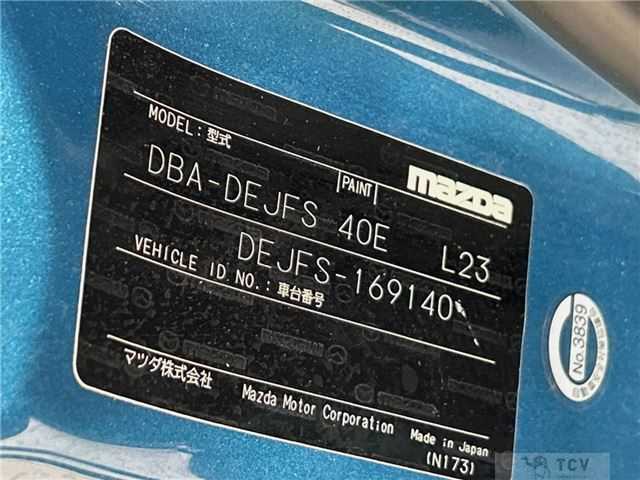 mazda
MODEL: 型式
PAINT
DBA-DEJFS 40E L23
DEJFS-169140
VEHICLE ID.NO.: 車台番号
マツダ株式会社 Mazda Motor Corporation Made in Japan
(N173)
No.3839
TCV